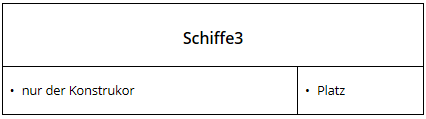 Schiffe3
• nur der Konstrukor
• Platz